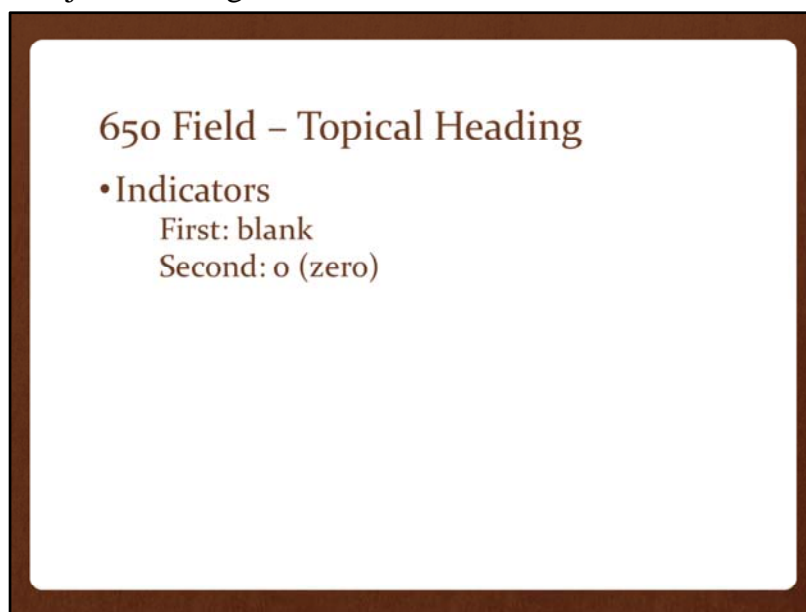 650 Field – Topical Heading
•Indicators
First: blank
Second: 0 (zero)